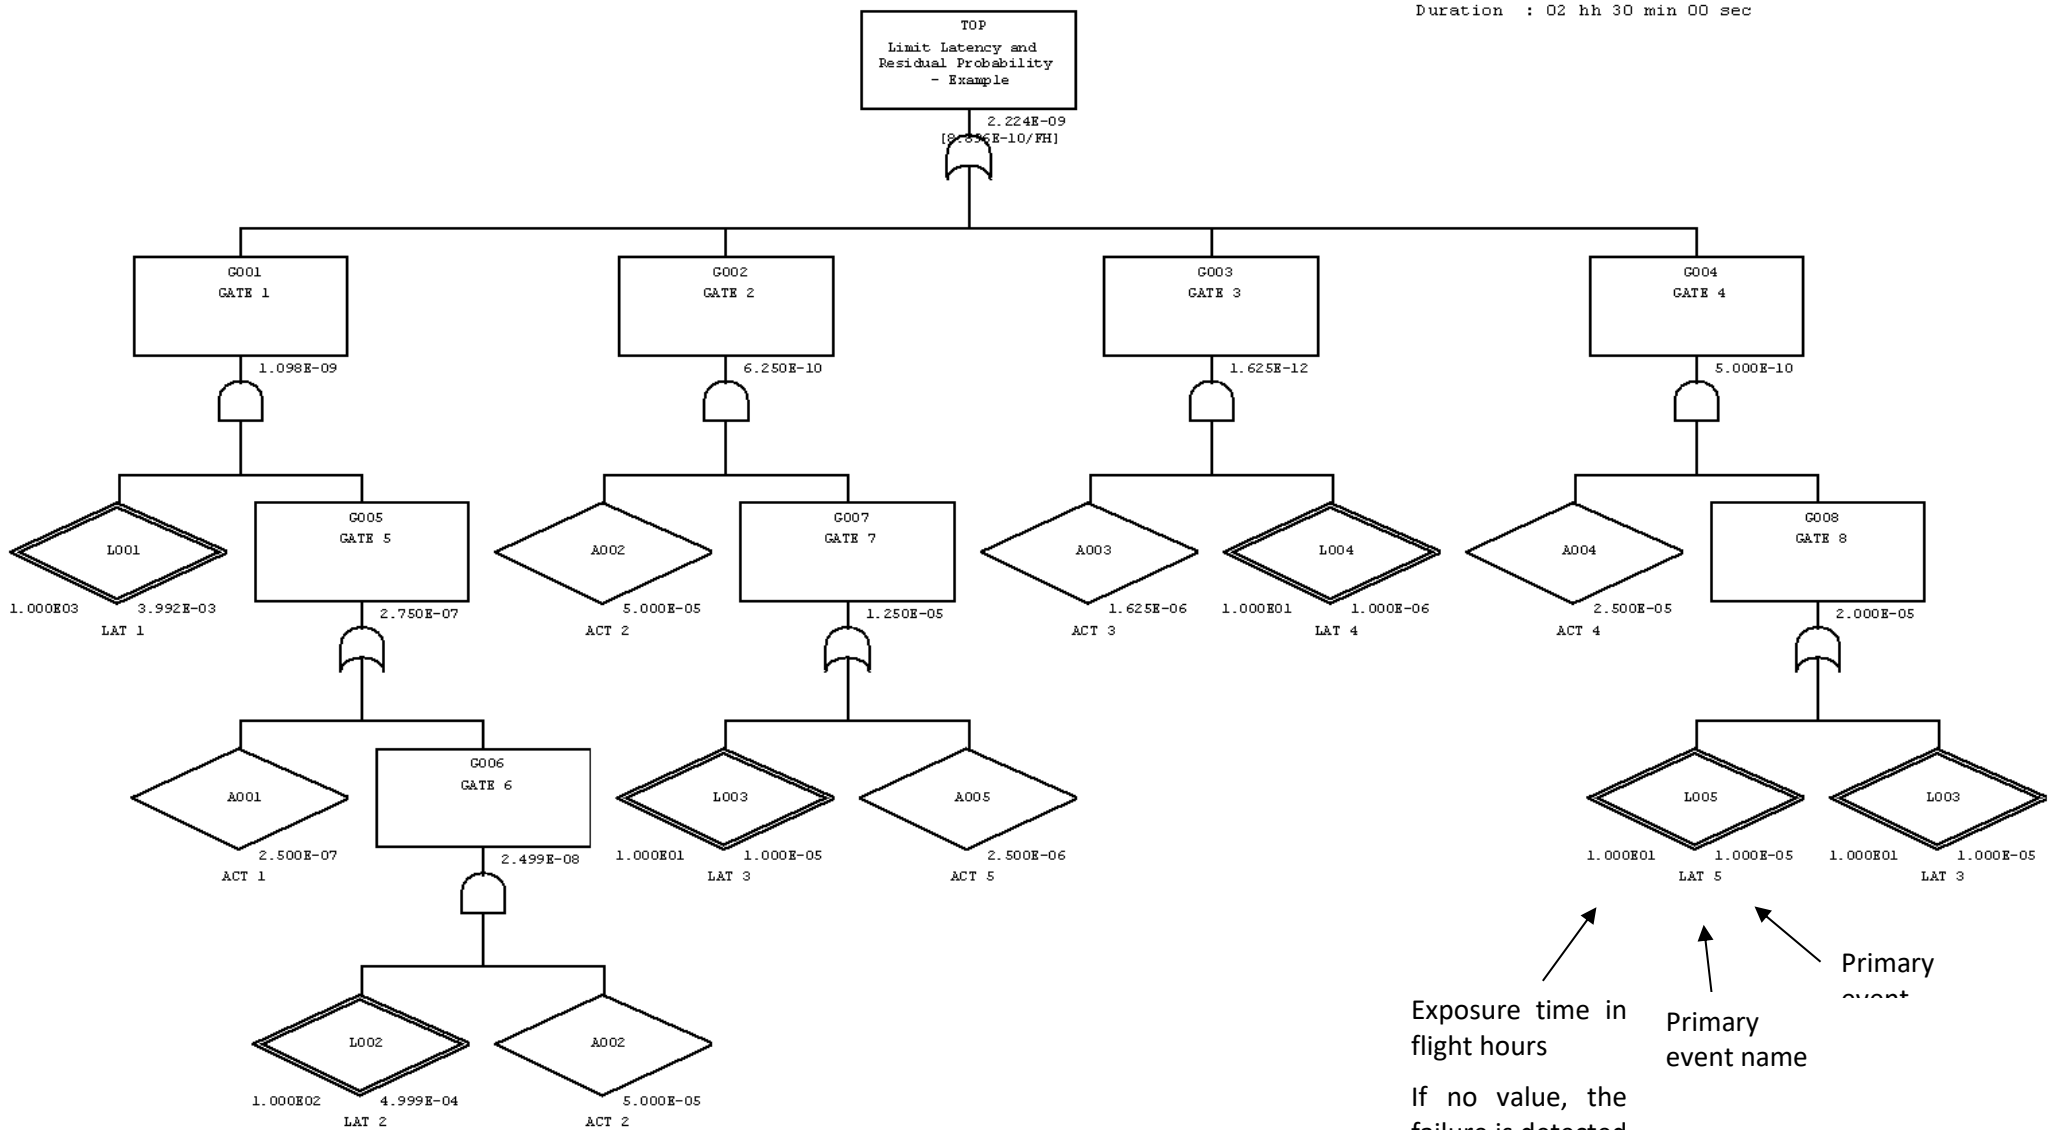 Duration : 02 hh 30 min 00 sec
TOP
Limit Latency and
Residual Probability
- Example
2.224E-09
E-10/FH]
G001
GATE 1
1.098E-09
G002
GATE 2
6.250E-10
G003
GATE 3
1.625E-12
G004
GATE 4
5.000E-10
L001
1.000E03 3.992E-03
LAT 1
G005
GATE 5
2.750E-07
A002
5.000E-05
ACT 2
G007
GATE 7
1.250E-05
A003
1.625E-06
ACT 3
L004
1.000E01 1.000E-06
LAT 4
A004
2.500E-05
ACT 4
G008
GATE 8
2.000E-05
A001
2.500E-07
ACT 1
G006
GATE 6
2.499E-08
L003
1.000E01 1.000E-05
LAT 3
A005
2.500E-06
ACT 5
L005
1.000E01 1.000E-05
LAT 5
L003
1.000E01 1.000E-05
LAT 3
L002
1.000E02 4.999E-04
LAT 2
A002
5.000E-05
ACT 2
Exposure time in
flight hours
If no value, the
failure is detected
Primary
event name
Primary
event